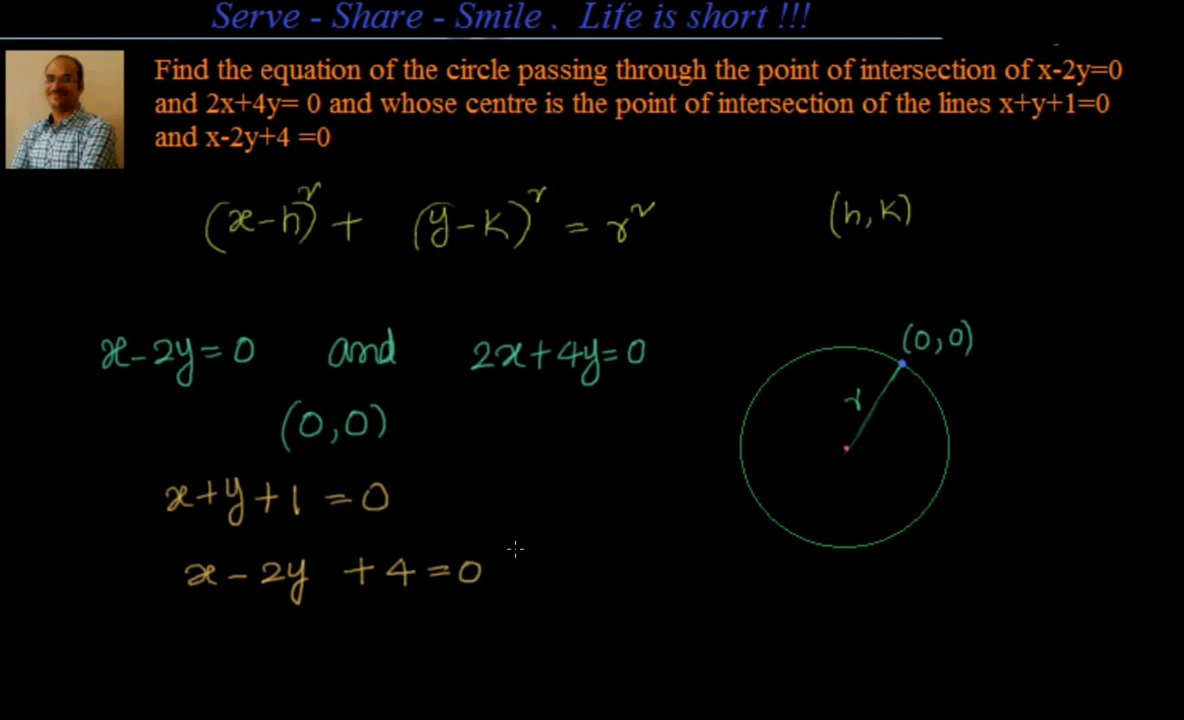 Serve - Share - Smile . Life is short !!!
Find the equation of the circle passing through the point of intersection of x-2y=0
and 2x+4y= 0 and whose centre is the point of intersection of the lines x+y+1=0
and x-2y+4 =0
(x-h)² + (y-k)² = r² (h,k)
x-2y=0 and 2x+4y=0
(0,0)
(0,0)
r
x+y+1=0
x-2y +4=0